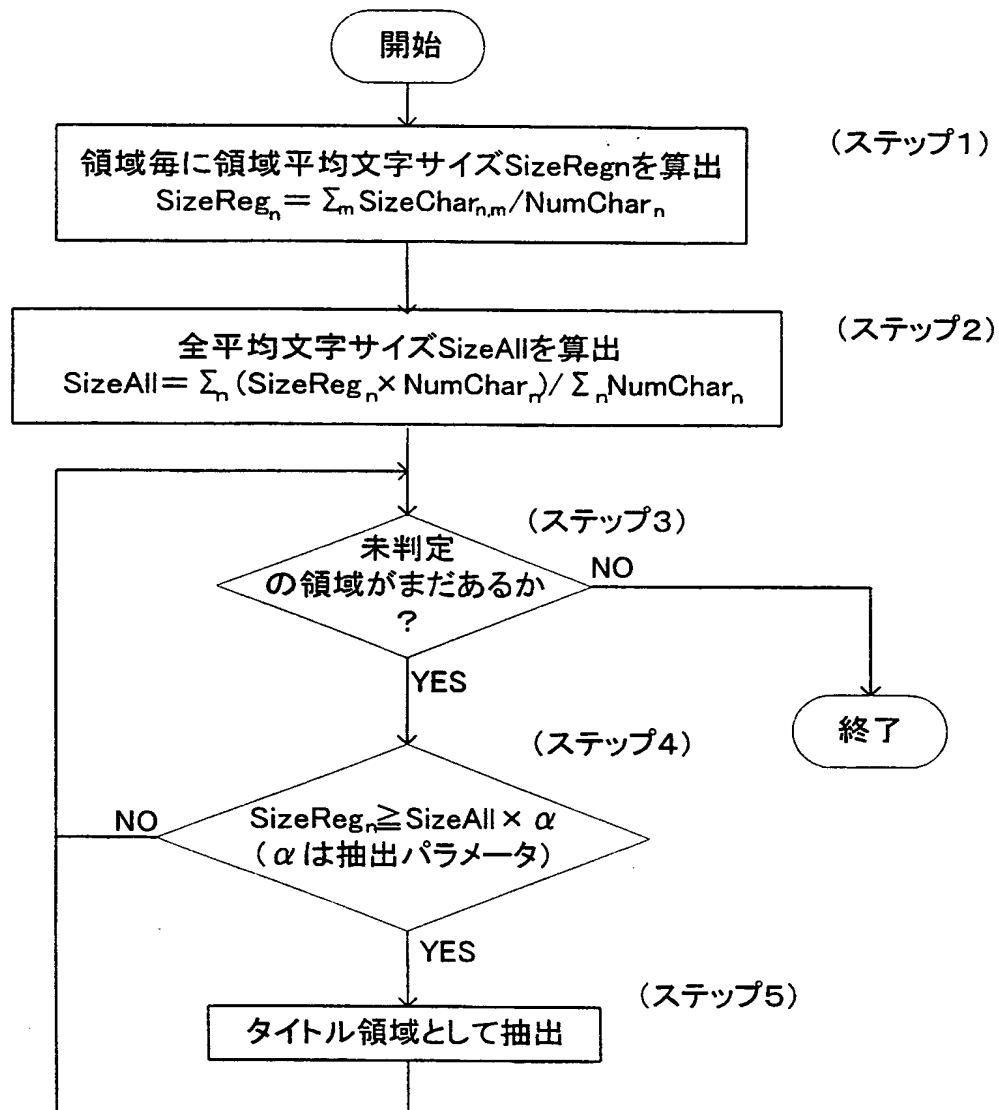 開始
(ステップ1)
領域毎に領域平均文字サイズSizeRegnを算出
SizeRegₙ＝ΣₘSizeCharₙ,ₘ/NumCharₙ
(ステップ2)
全平均文字サイズSizeAllを算出
SizeAll＝Σₙ(SizeRegₙ×NumCharₙ)/ΣₙNumCharₙ
(ステップ3)
未判定
の領域がまだあるか
？
NO
YES
終了
(ステップ4)
NO
SizeRegₙ≧SizeAll×α
(αは抽出パラメータ)
YES
(ステップ5)
タイトル領域として抽出